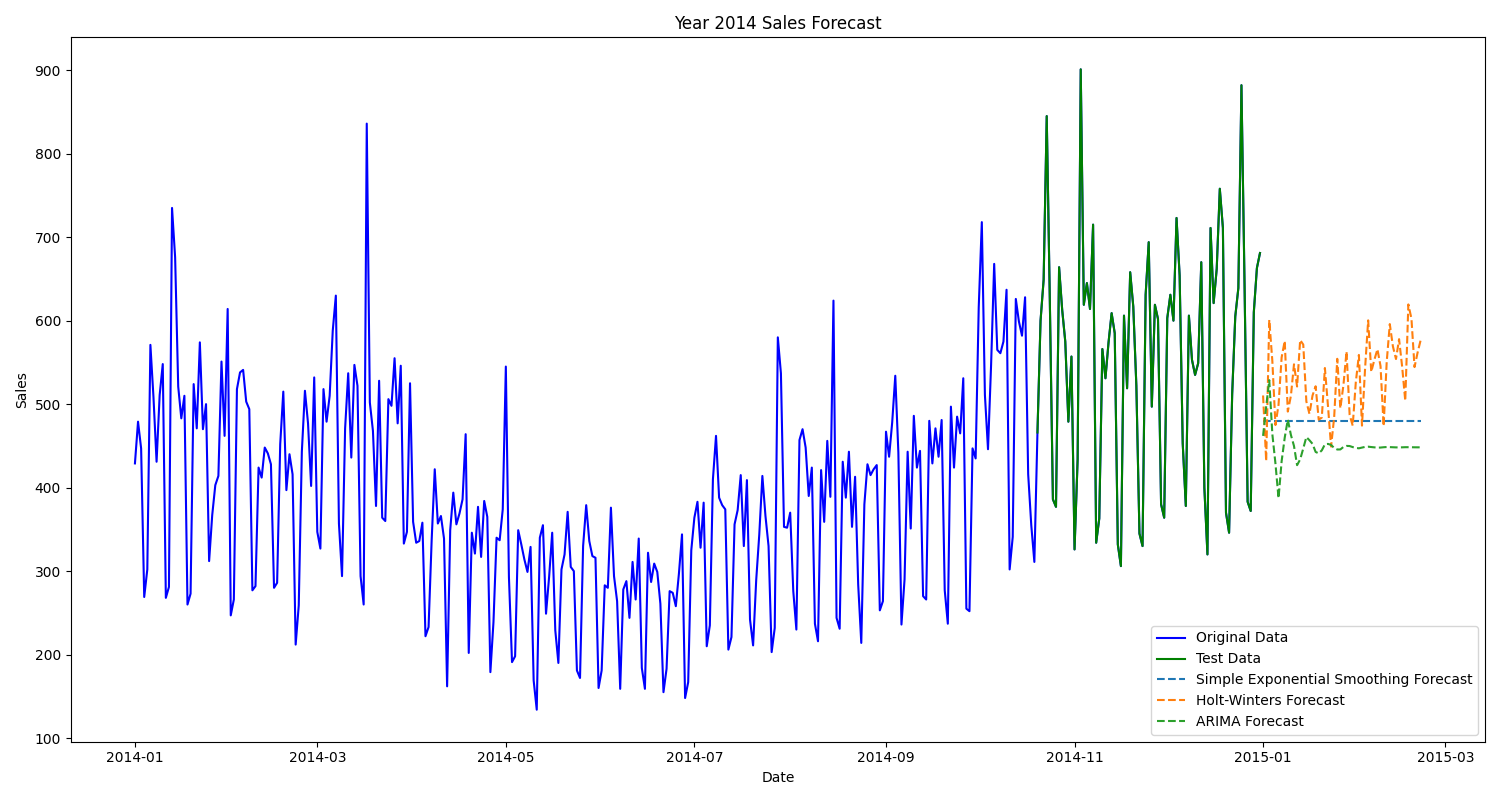 Year 2014 Sales Forecast
900
800
700
600
500
400
300
200
100
Sales
2014-01
2014-03
2014-05
2014-07
2014-09
2014-11
2015-01
2015-03
Date
Original Data
Test Data
Simple Exponential Smoothing Forecast
Holt-Winters Forecast
ARIMA Forecast